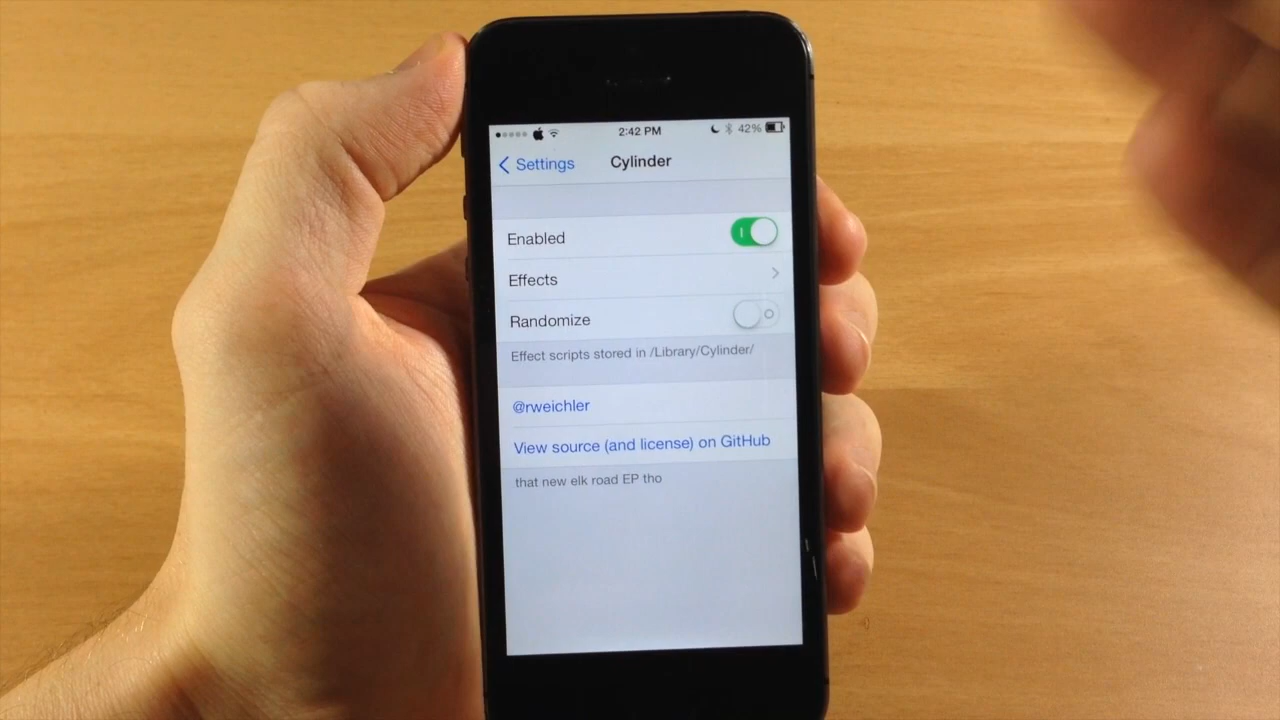 2:42 PM 42%
Settings Cylinder
Enabled
Effects
Randomize
Effect scripts stored in /Library/Cylinder/
@rweichler
View source (and license) on GitHub
that new elk road EP tho